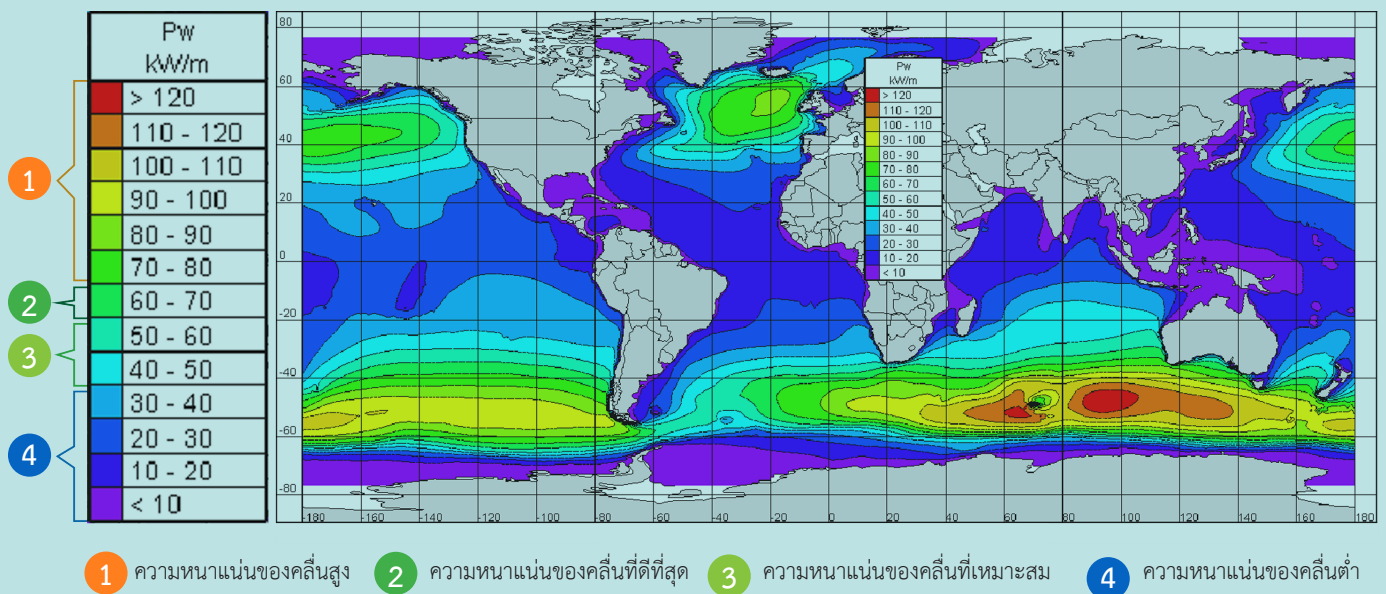 Pw
kW/m
> 120
110 - 120
100 - 110
90 - 100
80 - 90
70 - 80
60 - 70
50 - 60
40 - 50
30 - 40
20 - 30
10 - 20
< 10
1
2
3
4
80
60
40
20
0
-20
-40
-60
-80
-180 -160 -140 -120 -100 -80 -60 -40 -20 0 20 40 60 80 100 120 140 160 180
Pw
kW/m
> 120
110 - 120
100 - 110
90 - 100
80 - 90
70 - 80
60 - 70
50 - 60
40 - 50
30 - 40
20 - 30
10 - 20
< 10
1 ความหนาแน่นของคลื่นสูง 2 ความหนาแน่นของคลื่นที่ดีที่สุด 3 ความหนาแน่นของคลื่นที่เหมาะสม 4 ความหนาแน่นของคลื่นต่ำ